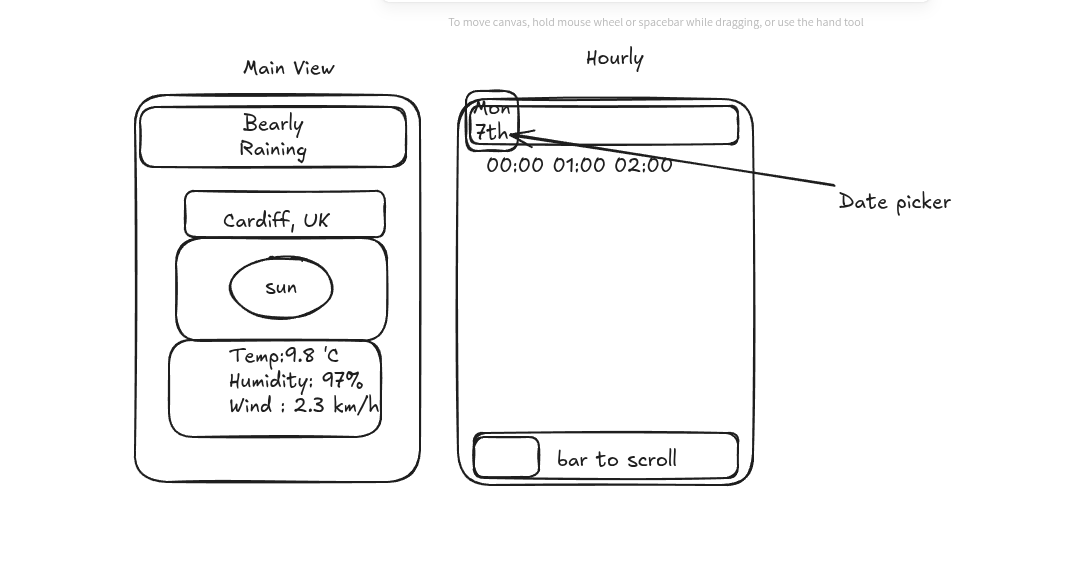 To move canvas, hold mouse wheel or spacebar while dragging, or use the hand tool
Main View
Bearly
Raining
Cardiff, UK
sun
Temp:9.8 'C
Humidity: 97%
Wind : 2.3 km/h
Hourly
Mon
7th
00:00 01:00 02:00
Date picker
bar to scroll